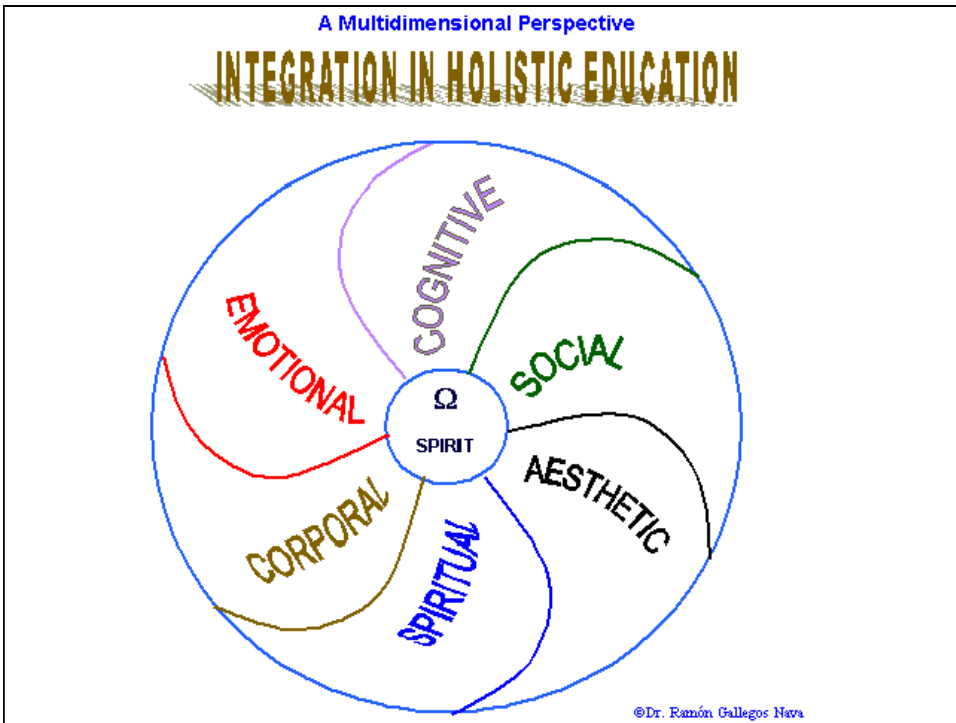 A Multidimensional Perspective
INTEGRATION IN HOLISTIC EDUCATION
COGNITIVE
EMOTIONAL
SOCIAL
Ω
SPIRIT
AESTHETIC
CORPORAL
SPIRITUAL
©Dr. Ramón Gallegos Nava